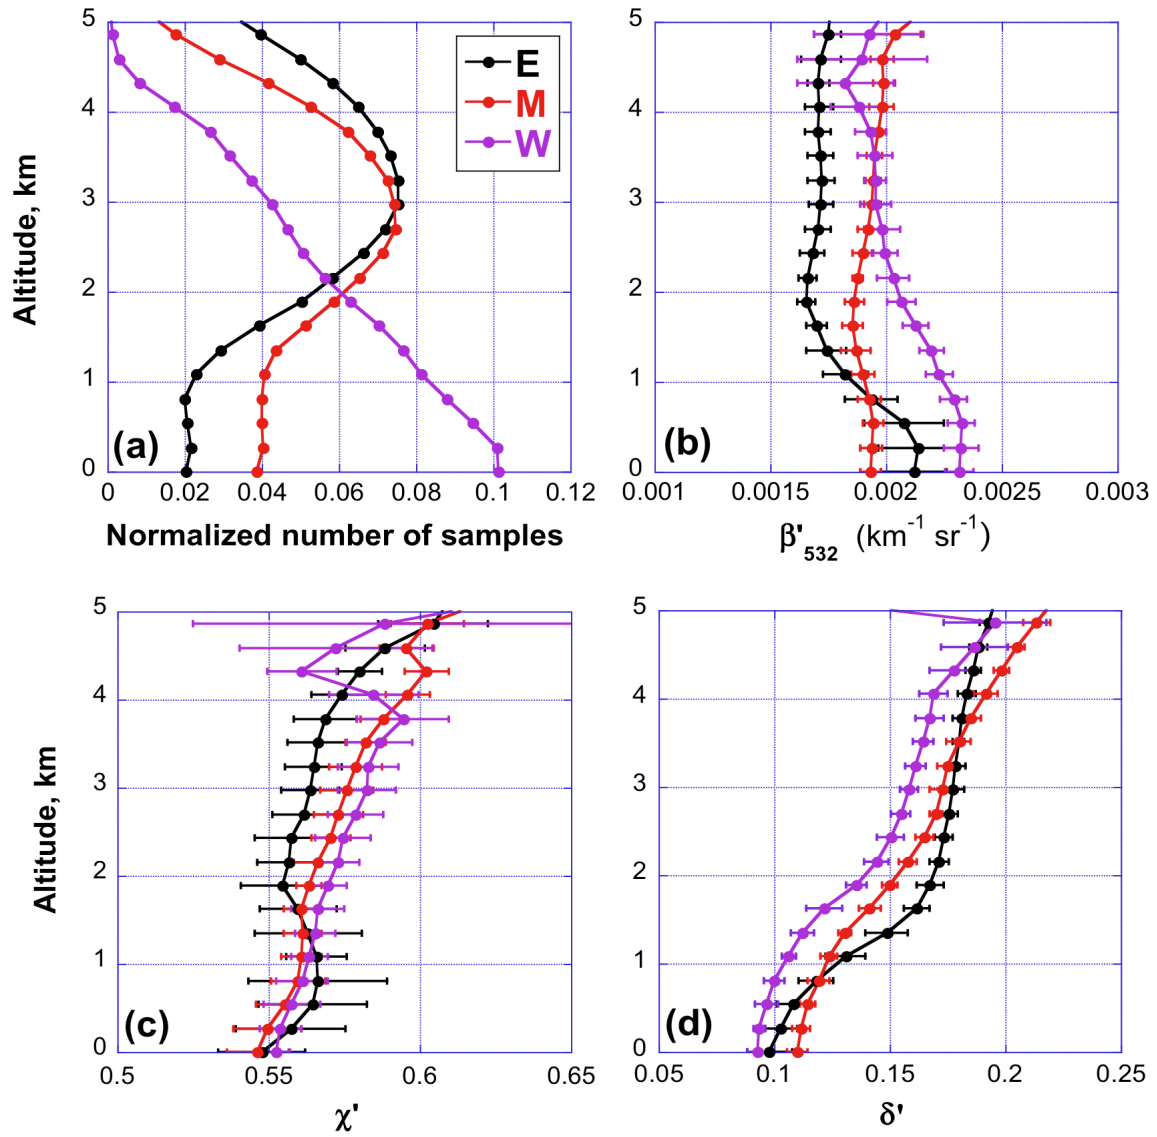 5
4
3
2
1
0
Altitude, km
E
M
W
(a)
0 0.02 0.04 0.06 0.08 0.1 0.12
Normalized number of samples
5
4
3
2
1
0
(b)
0.001 0.0015 0.002 0.0025 0.003
β'532 (km-1 sr-1)
5
4
3
2
1
0
Altitude, km
(c)
0.5 0.55 0.6 0.65
χ'
5
4
3
2
1
0
(d)
0.05 0.1 0.15 0.2 0.25
δ'